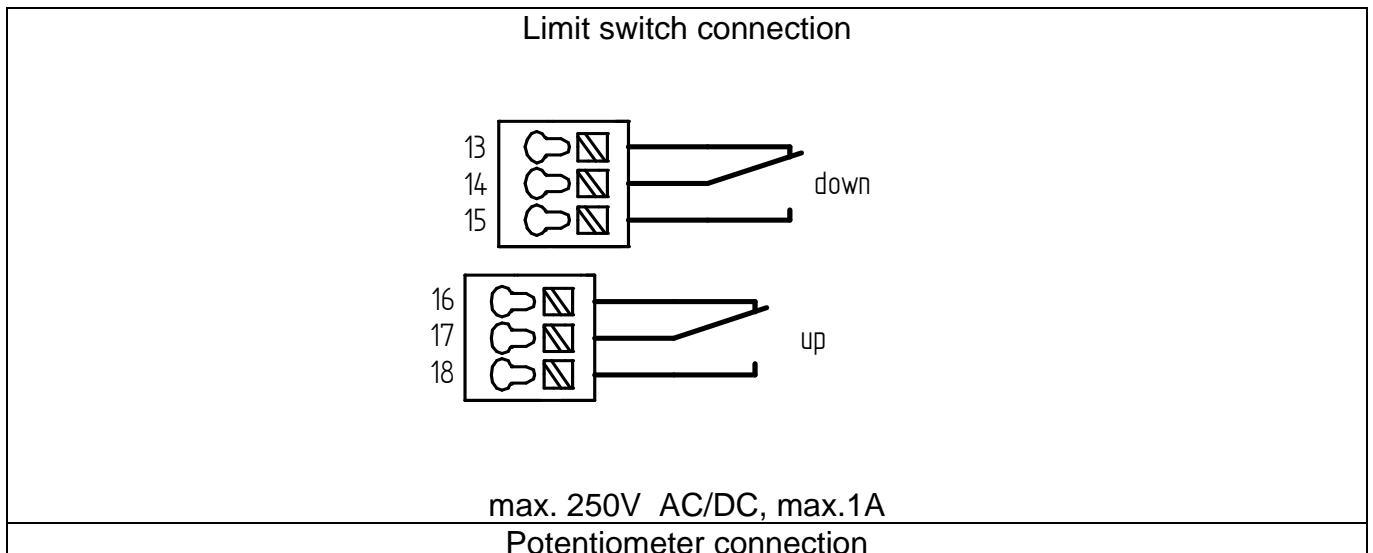 Limit switch connection
13
14
down
15
16
17
up
18
max. 250V  AC/DC, max.1A
Potentiometer connection